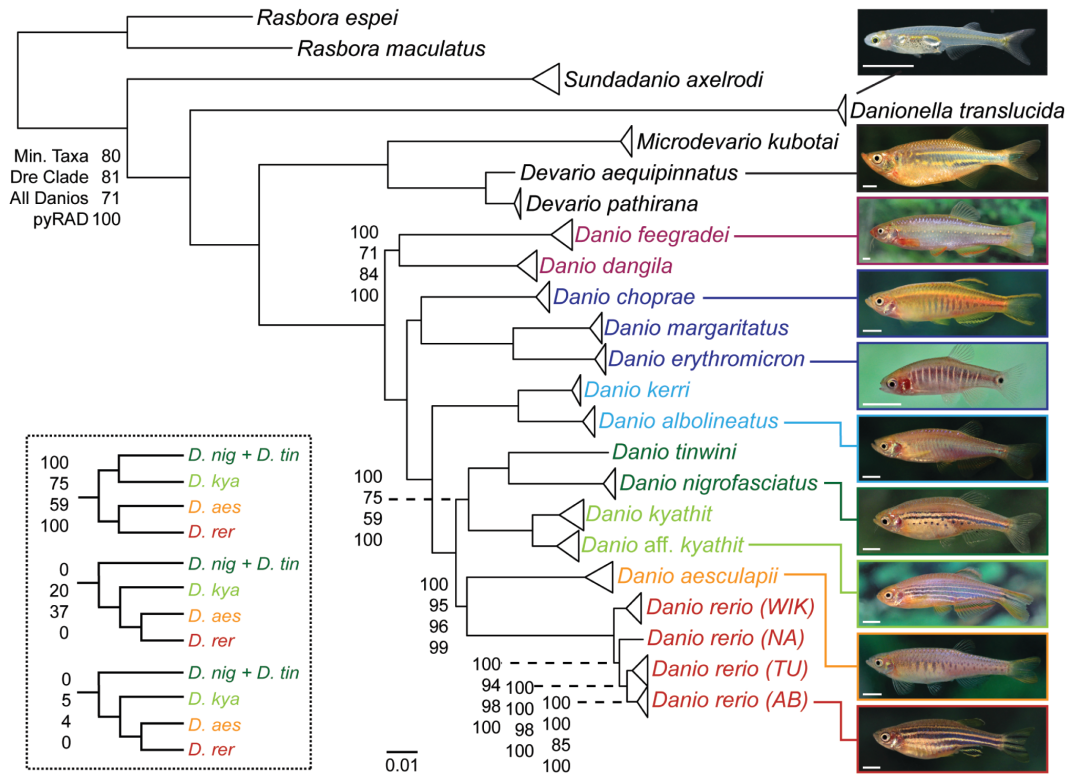 Rasbora espei
Rasbora maculatus
Sundadanio axelrodi
Danionella translucida
Microdevario kubotai
Min. Taxa 80
Dre Clade 81
All Danios 71
pyRAD 100
Devario aequipinnatus
Devario pathirana
100
71
84
100
Danio feegradei
Danio dangila
Danio choprae
Danio margaritatus
Danio erythromicron
Danio kerri
Danio albolineatus
100
75
59
100
Danio tinwini
Danio nigrofasciatus
Danio kyathit
Danio aff. kyathit
100
95
96
99
Danio aesculapii
Danio rerio (WIK)
Danio rerio (NA)
Danio rerio (TU)
Danio rerio (AB)
100
94
98
100
100
100
98
100
100
100
85
100
100
75
59
100
D. nig + D. tin
D. kya
D. aes
D. rer
0
20
37
0
D. nig + D. tin
D. kya
D. aes
D. rer
0
5
4
0
D. nig + D. tin
D. kya
D. aes
D. rer
0.01